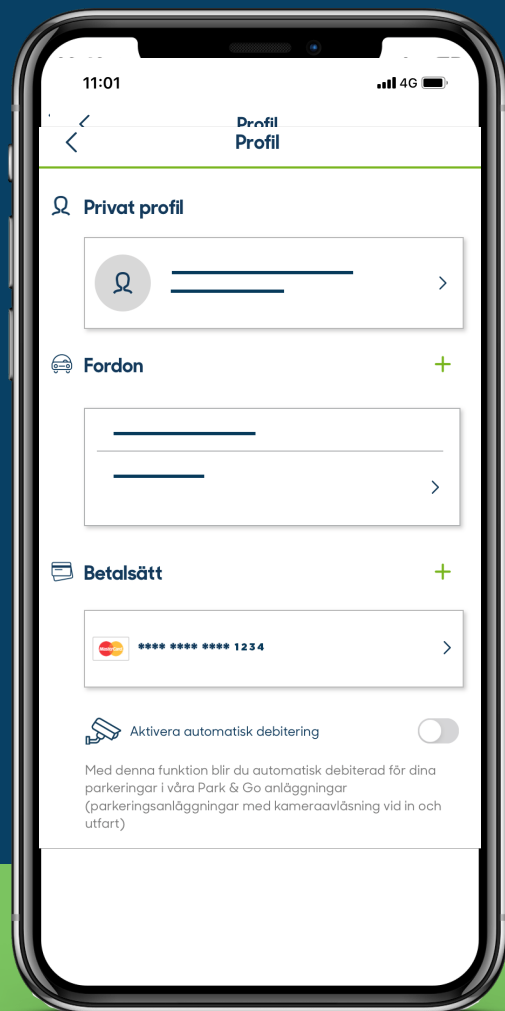 11:01
4G
Profil
Profil
Privat profil
Fordon
Betalsätt
MasterCard **** **** **** 1234
Aktivera automatisk debitering
Med denna funktion blir du automatisk debiterad för dina
parkeringar i våra Park & Go anläggningar
(parkeringsanläggningar med kameraavläsning vid in och
utfart)